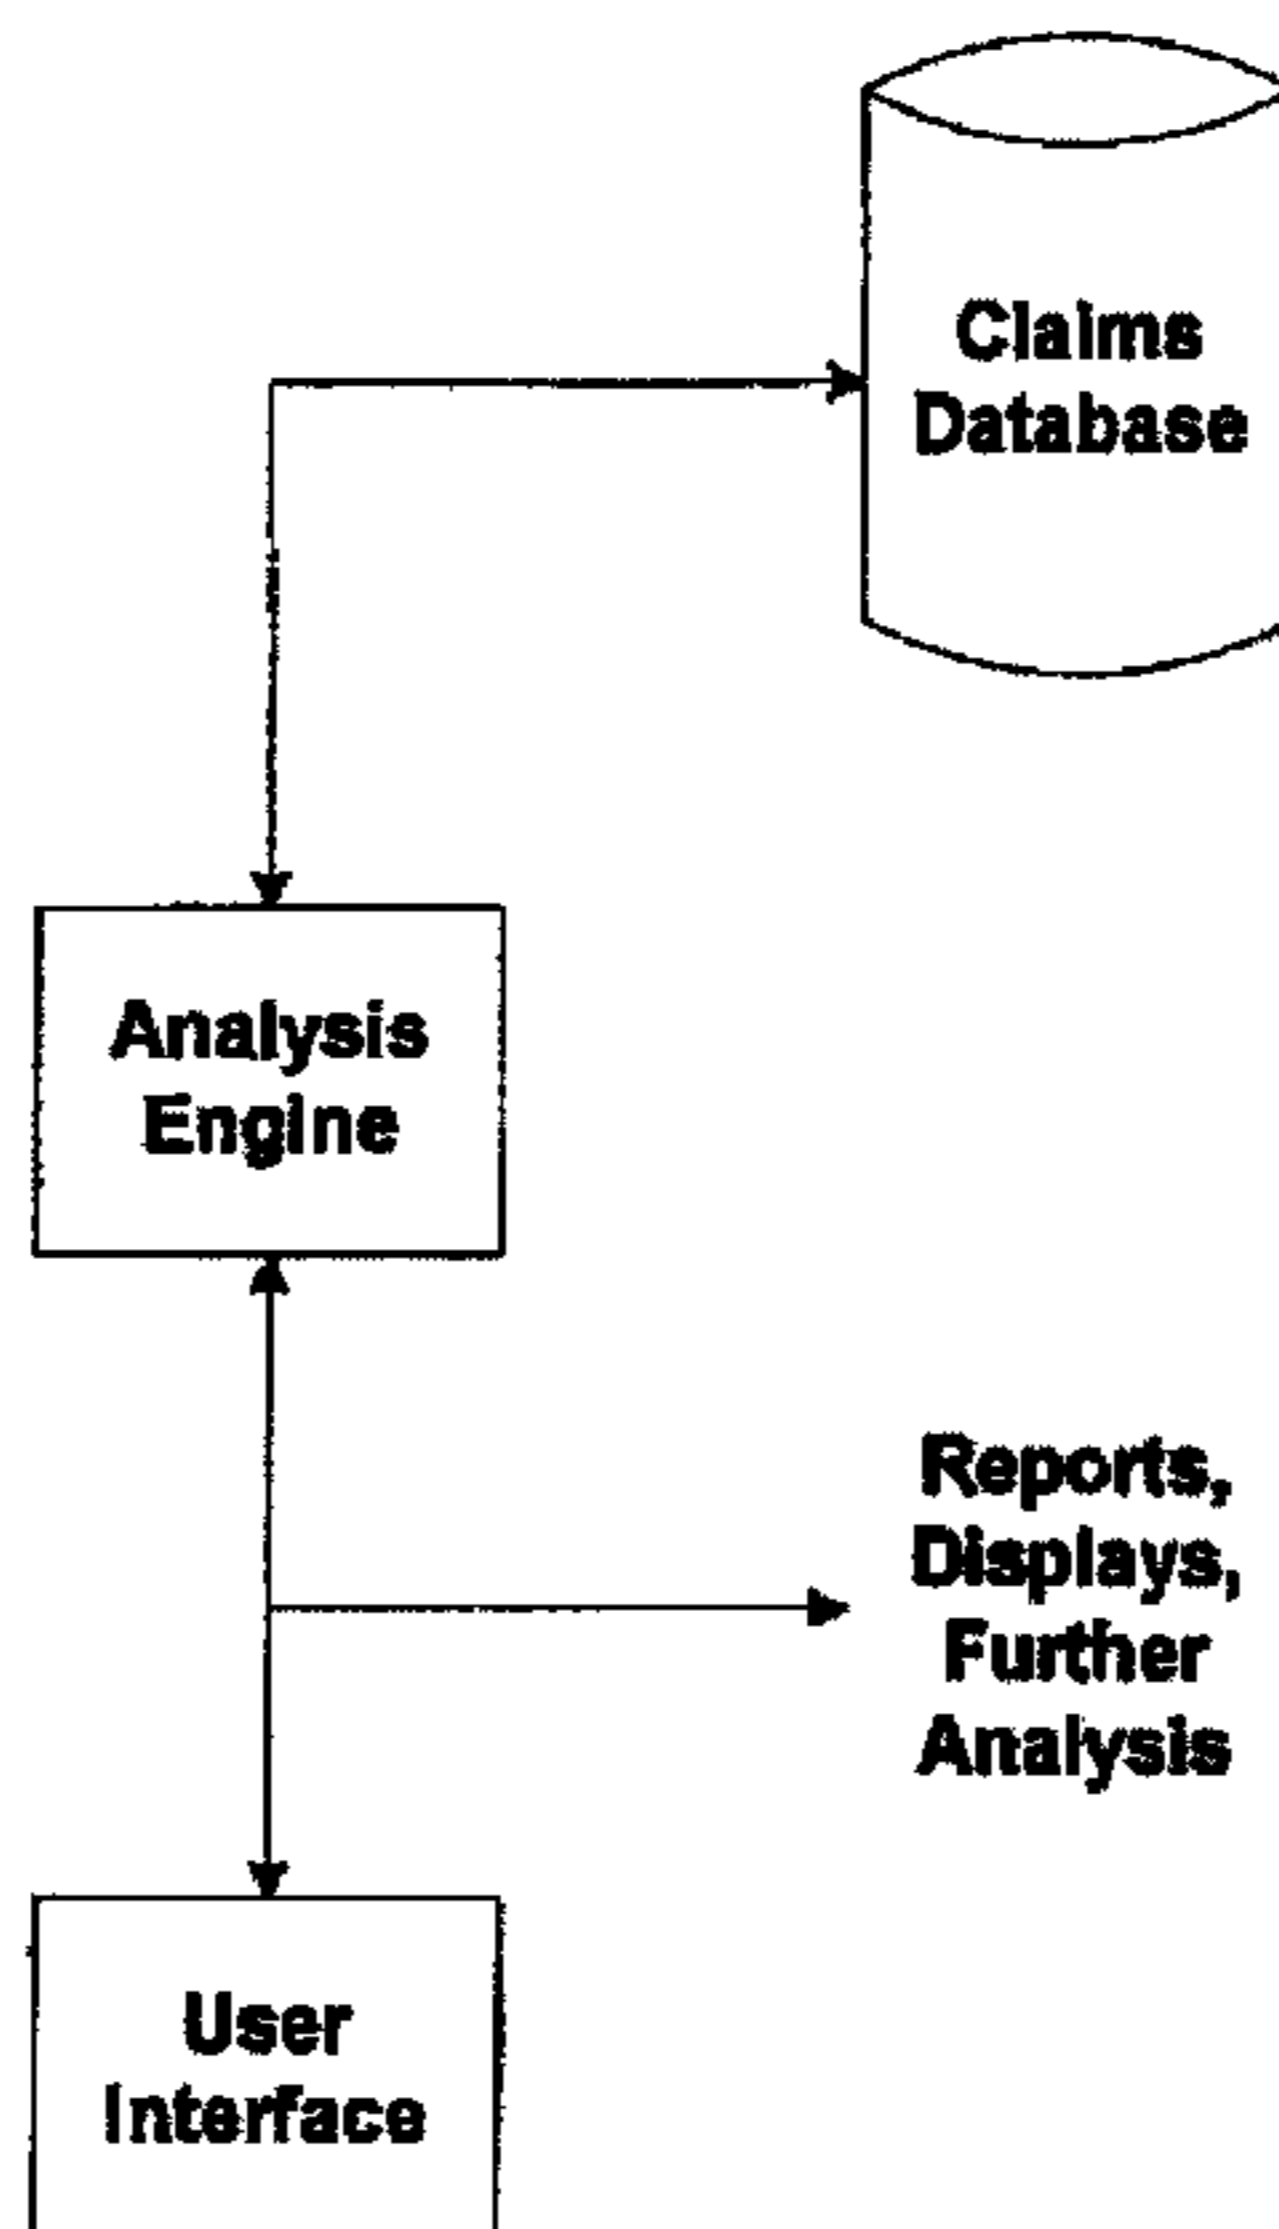 Claims
Database
Analysis
Engine
Reports,
Displays,
Further
Analysis
User
Interface